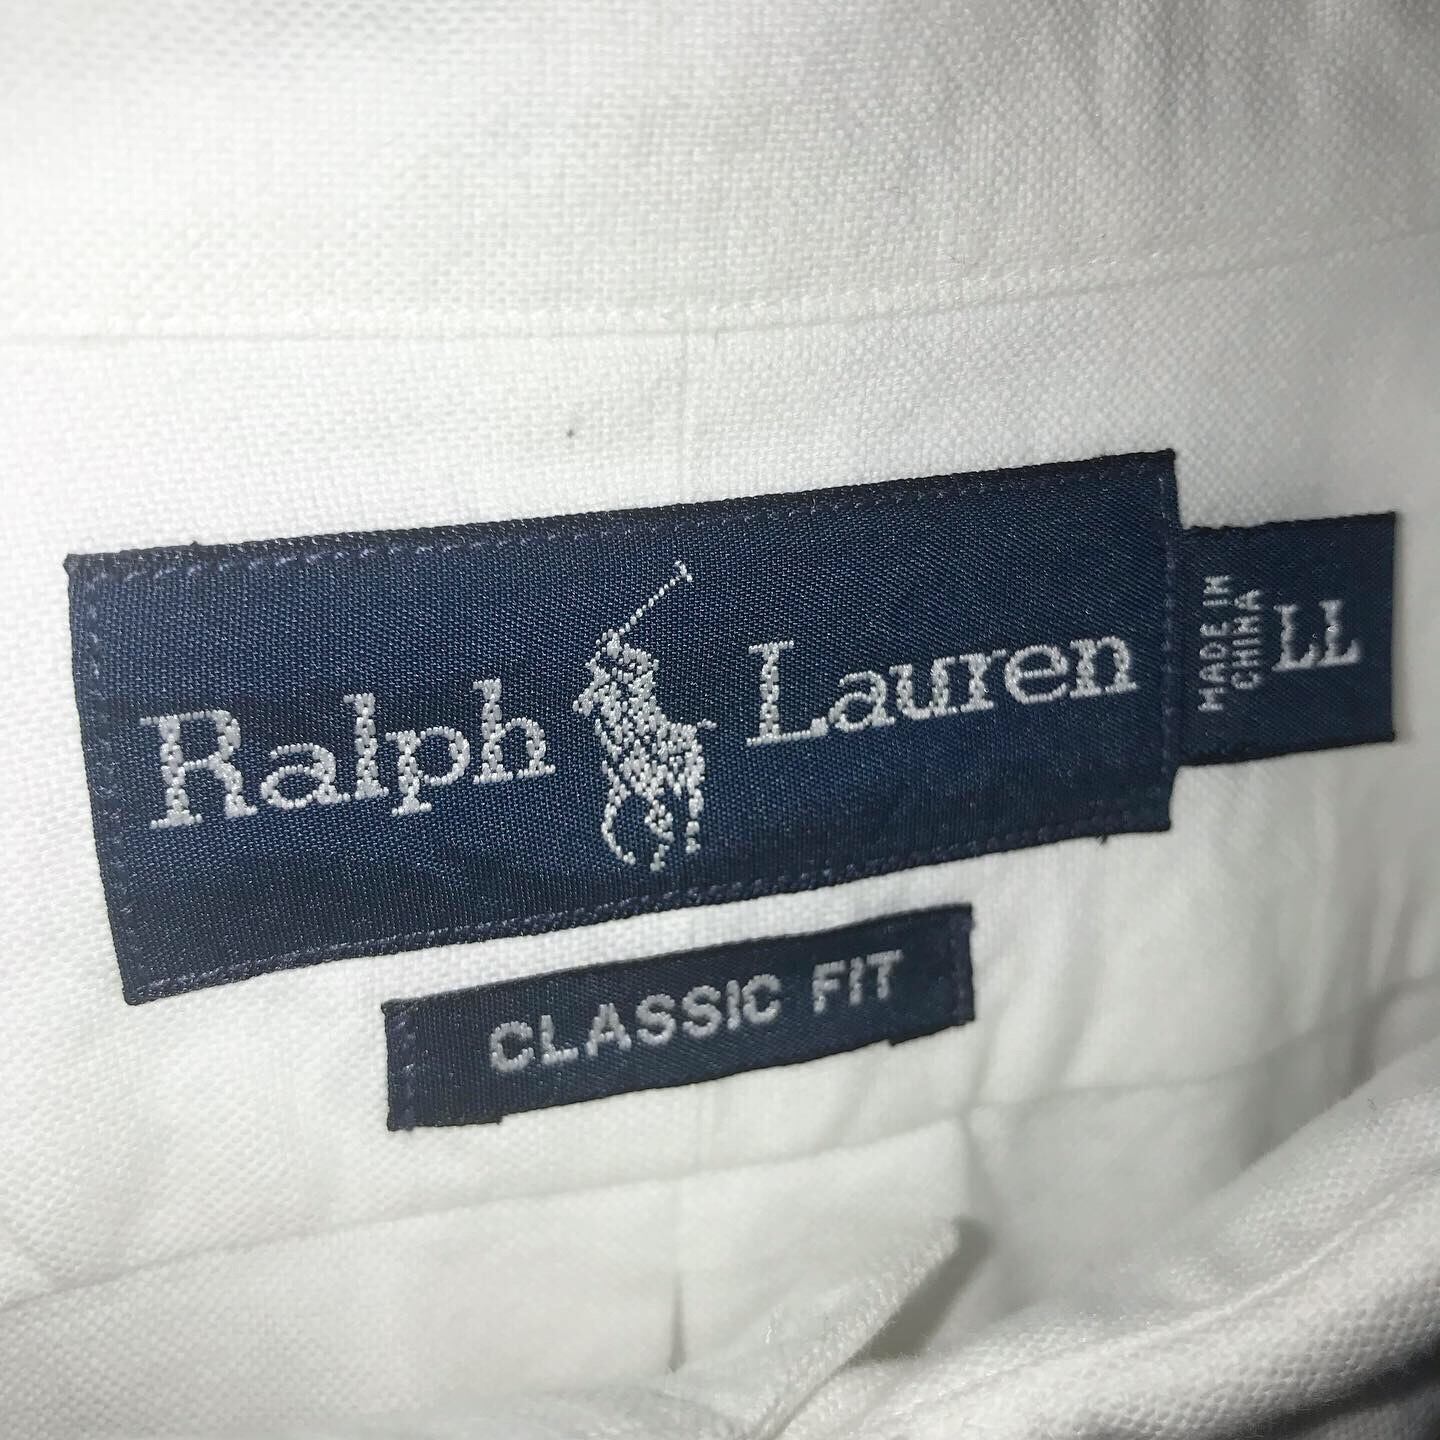 Ralph Lauren
MADE IN
CHINA
LL
CLASSIC FIT